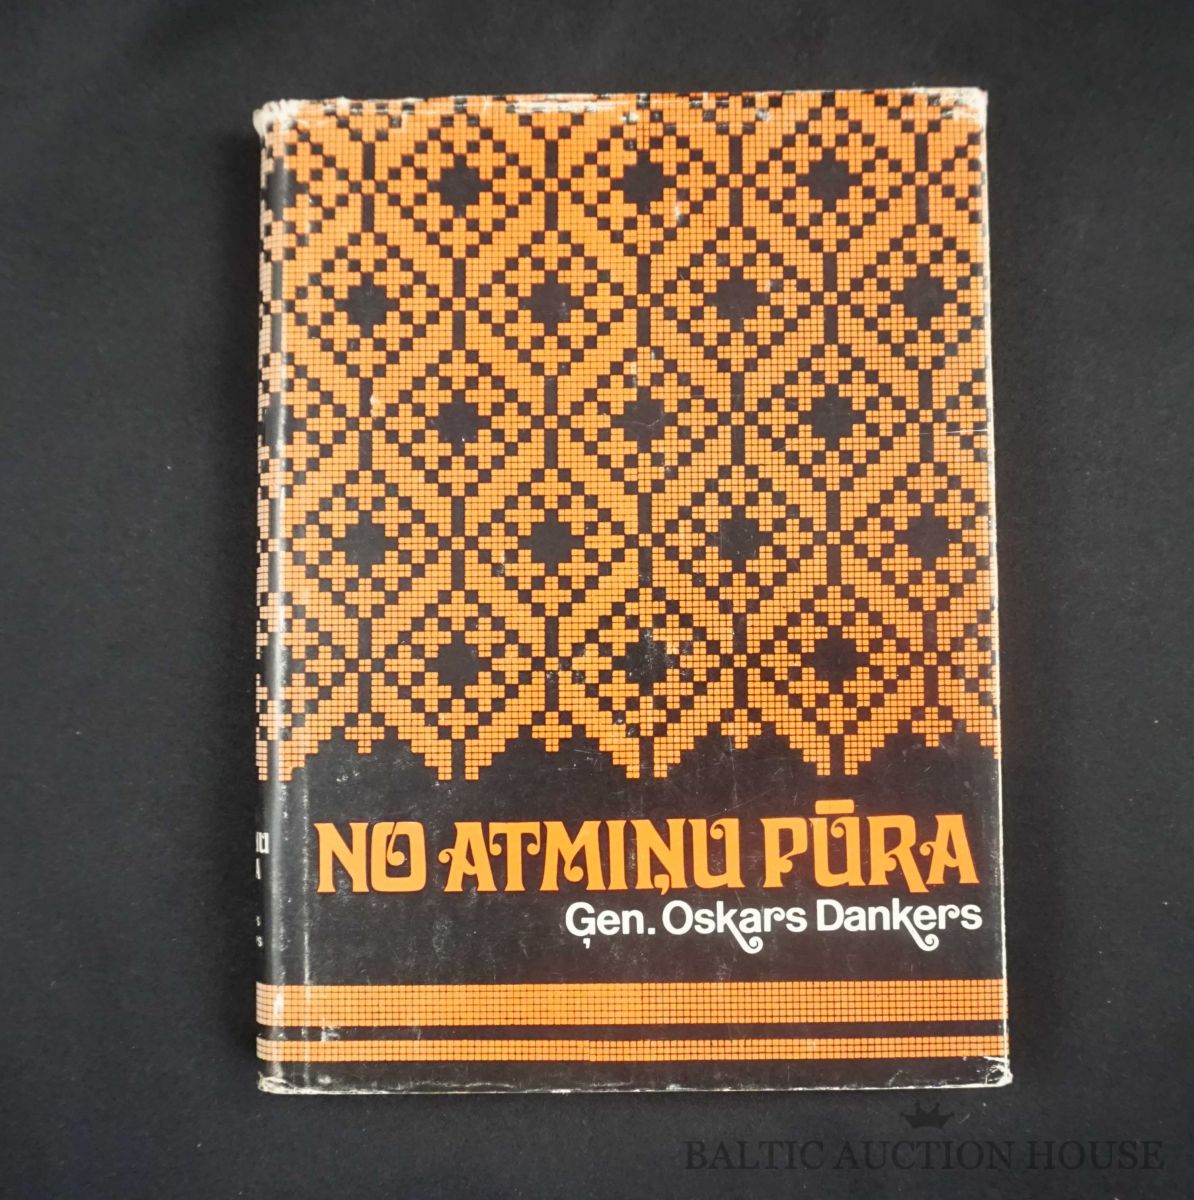 NO ATMIŅU PŪRA
Ģen. Oskars Dankers
BALTIC AUCTION HOUSE